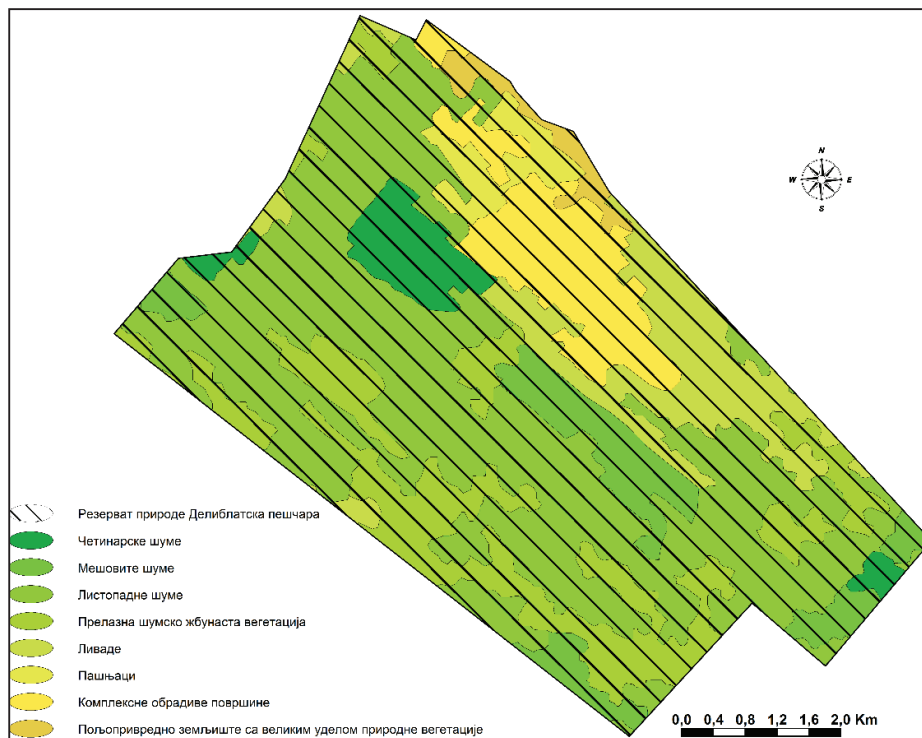 N
W E
S
Резерват природе Делиблатска пешчара
Четинарске шуме
Мешовите шуме
Листопадне шуме
Прелазна шумско жбунаста вегетација
Ливаде
Пашњаци
Комплексне обрадиве површине
Пољопривредно земљиште са великим уделом природне вегетације
0,0 0,4 0,8 1,2 1,6 2,0 Km